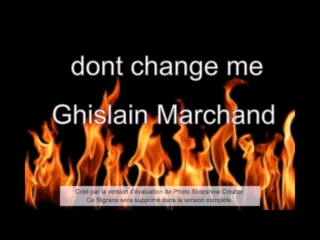 dont change me
Ghislain Marchand
Créé par la version d'évaluation de Photo Slideshow Creator.
Ce filigrane sera supprimé dans la version complète.